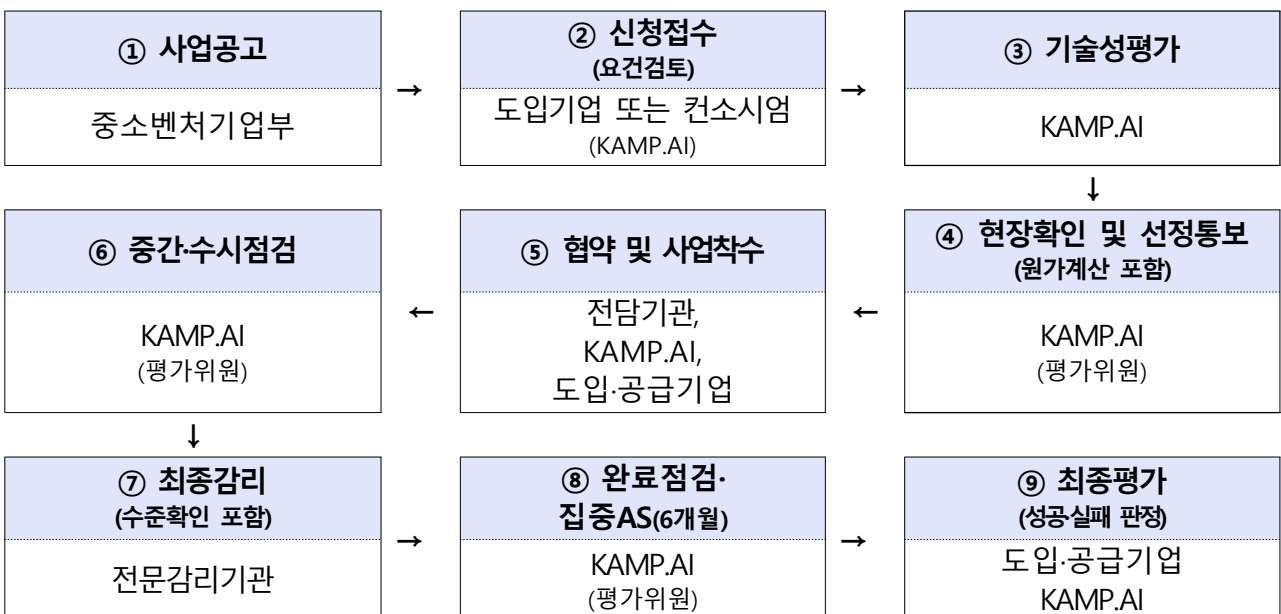 ① 사업공고
중소벤처기업부
→
② 신청접수
(요건검토)
도입기업 또는 컨소시엄
(KAMP.AI)
→
③ 기술성평가
KAMP.AI
↓
④ 현장확인 및 선정통보
(원가계산 포함)
KAMP.AI
(평가위원)
←
⑤ 협약 및 사업착수
전담기관,
KAMP.AI,
도입·공급기업
←
⑥ 중간·수시점검
KAMP.AI
(평가위원)
↓
⑦ 최종감리
(수준확인 포함)
전문감리기관
→
⑧ 완료점검·
집중AS(6개월)
KAMP.AI
(평가위원)
→
⑨ 최종평가
(성공·실패 판정)
도입·공급기업
KAMP.AI